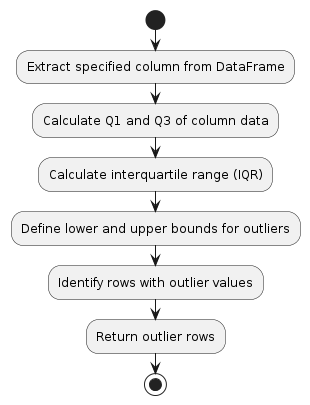 Extract specified column from DataFrame
Calculate Q1 and Q3 of column data
Calculate interquartile range (IQR)
Define lower and upper bounds for outliers
Identify rows with outlier values
Return outlier rows